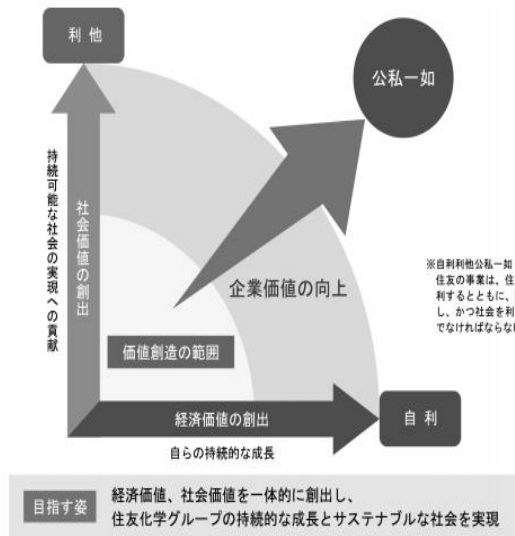 利 他
公私一如
持続可能な社会の実現への貢献
社会価値の創出
企業価値の向上
価値創造の範囲
経済価値の創出
自 利
自らの持続的な成長
※自利利他公私一如
住友の事業は、住
利するとともに、
し、かつ社会を利
でなければならな
目指す姿
経済価値、社会価値を一体的に創出し、
住友化学グループの持続的な成長とサステナブルな社会を実現